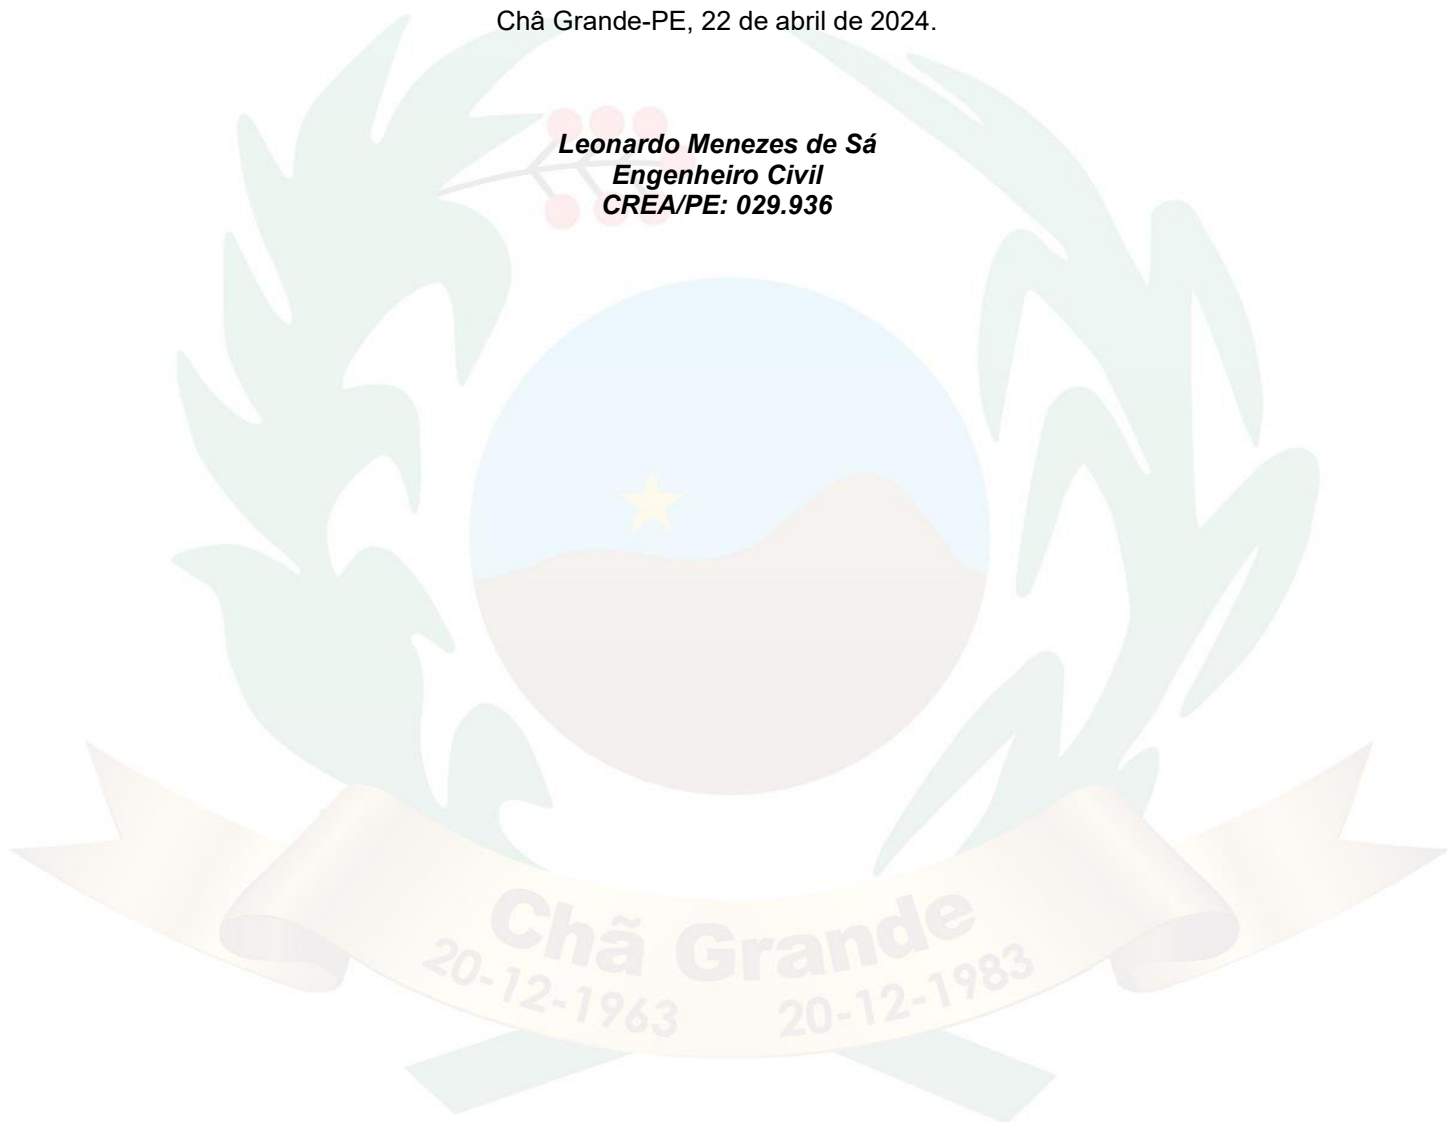 Châ Grande-PE, 22 de abril de 2024.
Leonardo Menezes de Sá
Engenheiro Civil
CREA/PE: 029.936
Chã Grande
20-12-1963 20-12-1983